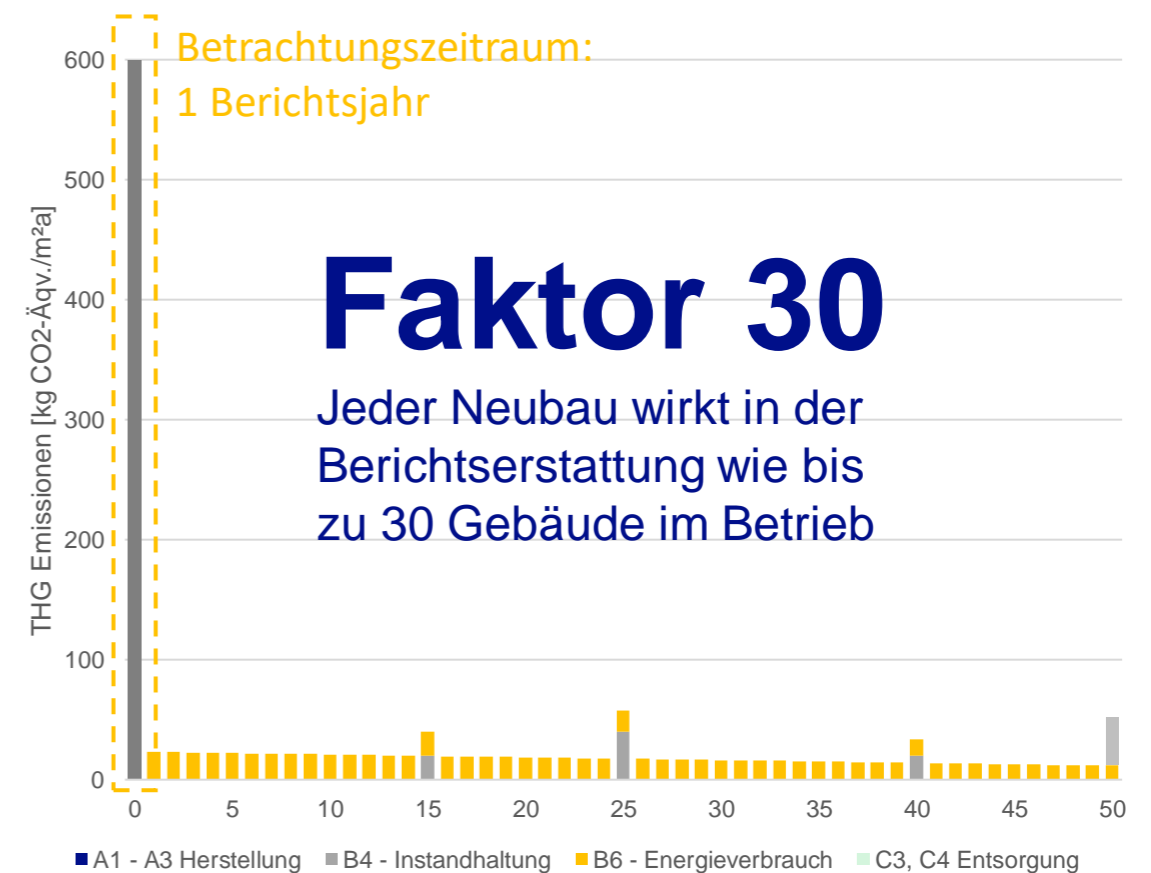 Betrachtungszeitraum:
1 Berichtsjahr
THG Emissionen [kg CO2-Äqv./m²a]
600
500
400
300
200
100
0
Faktor 30
Jeder Neubau wirkt in der
Berichtserstattung wie bis
zu 30 Gebäude im Betrieb
0 5 10 15 20 25 30 35 40 45 50
A1 - A3 Herstellung B4 - Instandhaltung B6 - Energieverbrauch C3, C4 Entsorgung